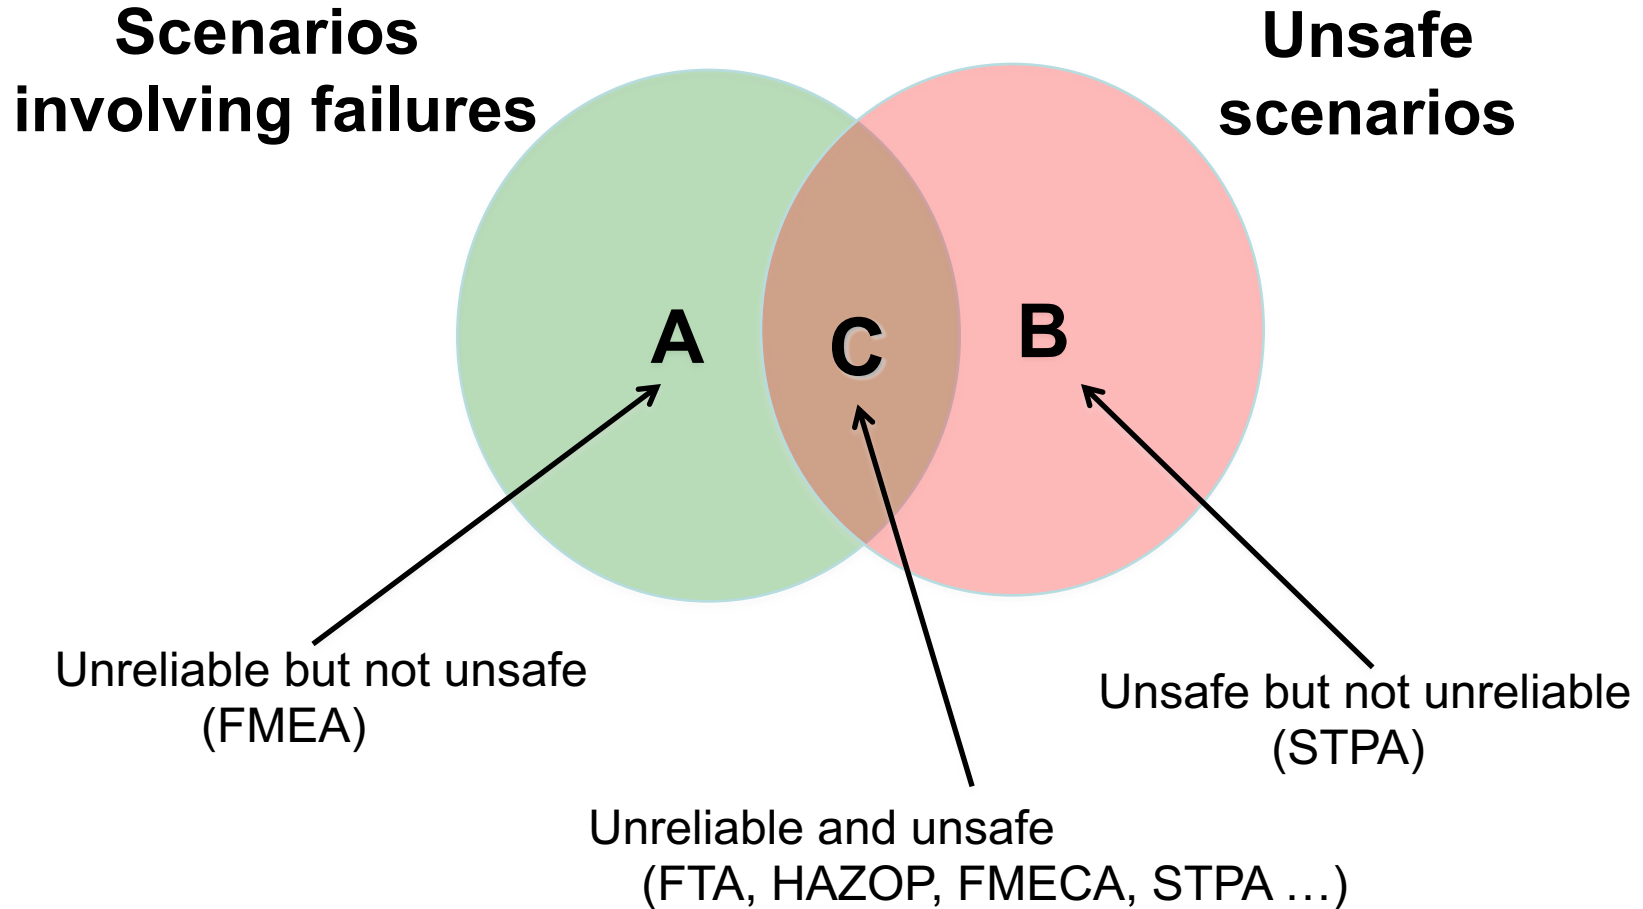 Scenarios
involving failures
Unsafe
scenarios
A
C
B
Unreliable but not unsafe
(FMEA)
Unsafe but not unreliable
(STPA)
Unreliable and unsafe
(FTA, HAZOP, FMECA, STPA …)